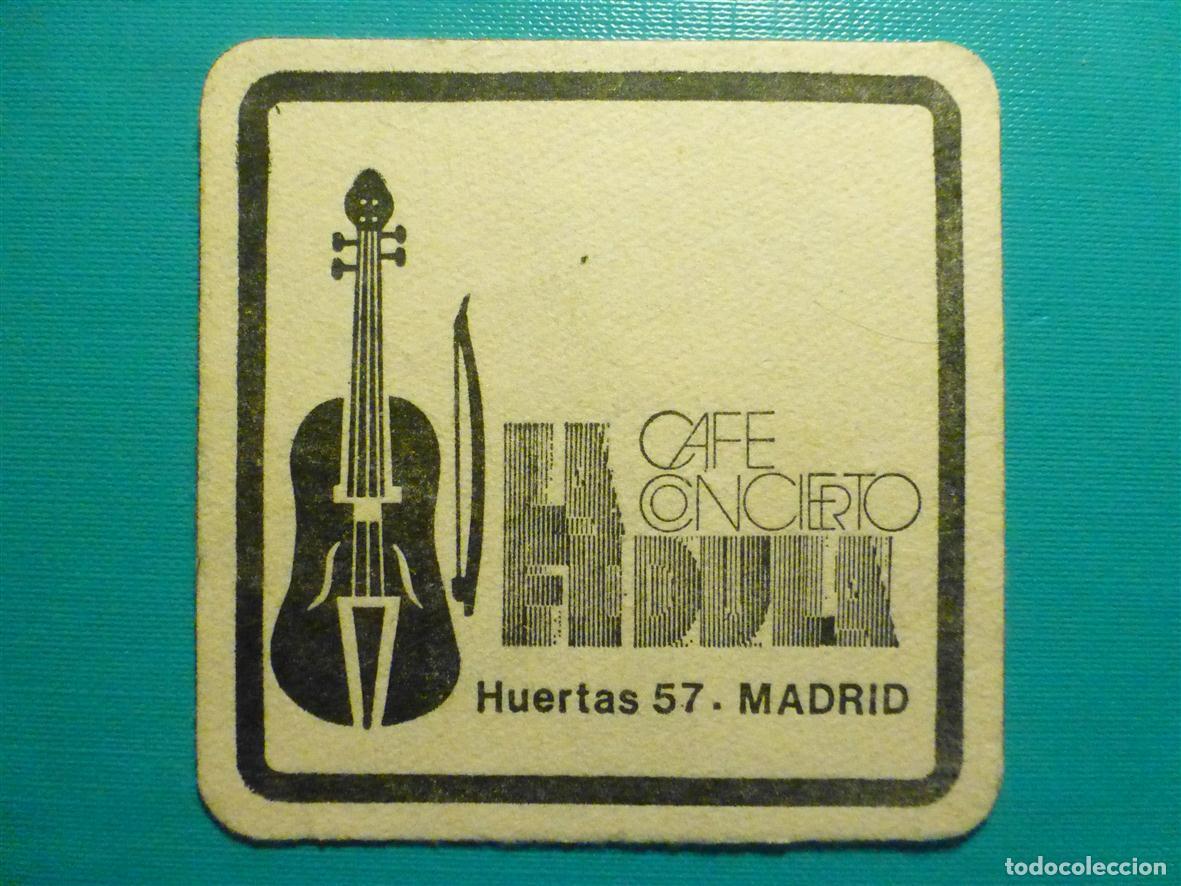 CAFE
CONCIERTO
LA
FIDULA
Huertas 57. MADRID
todocoleccion